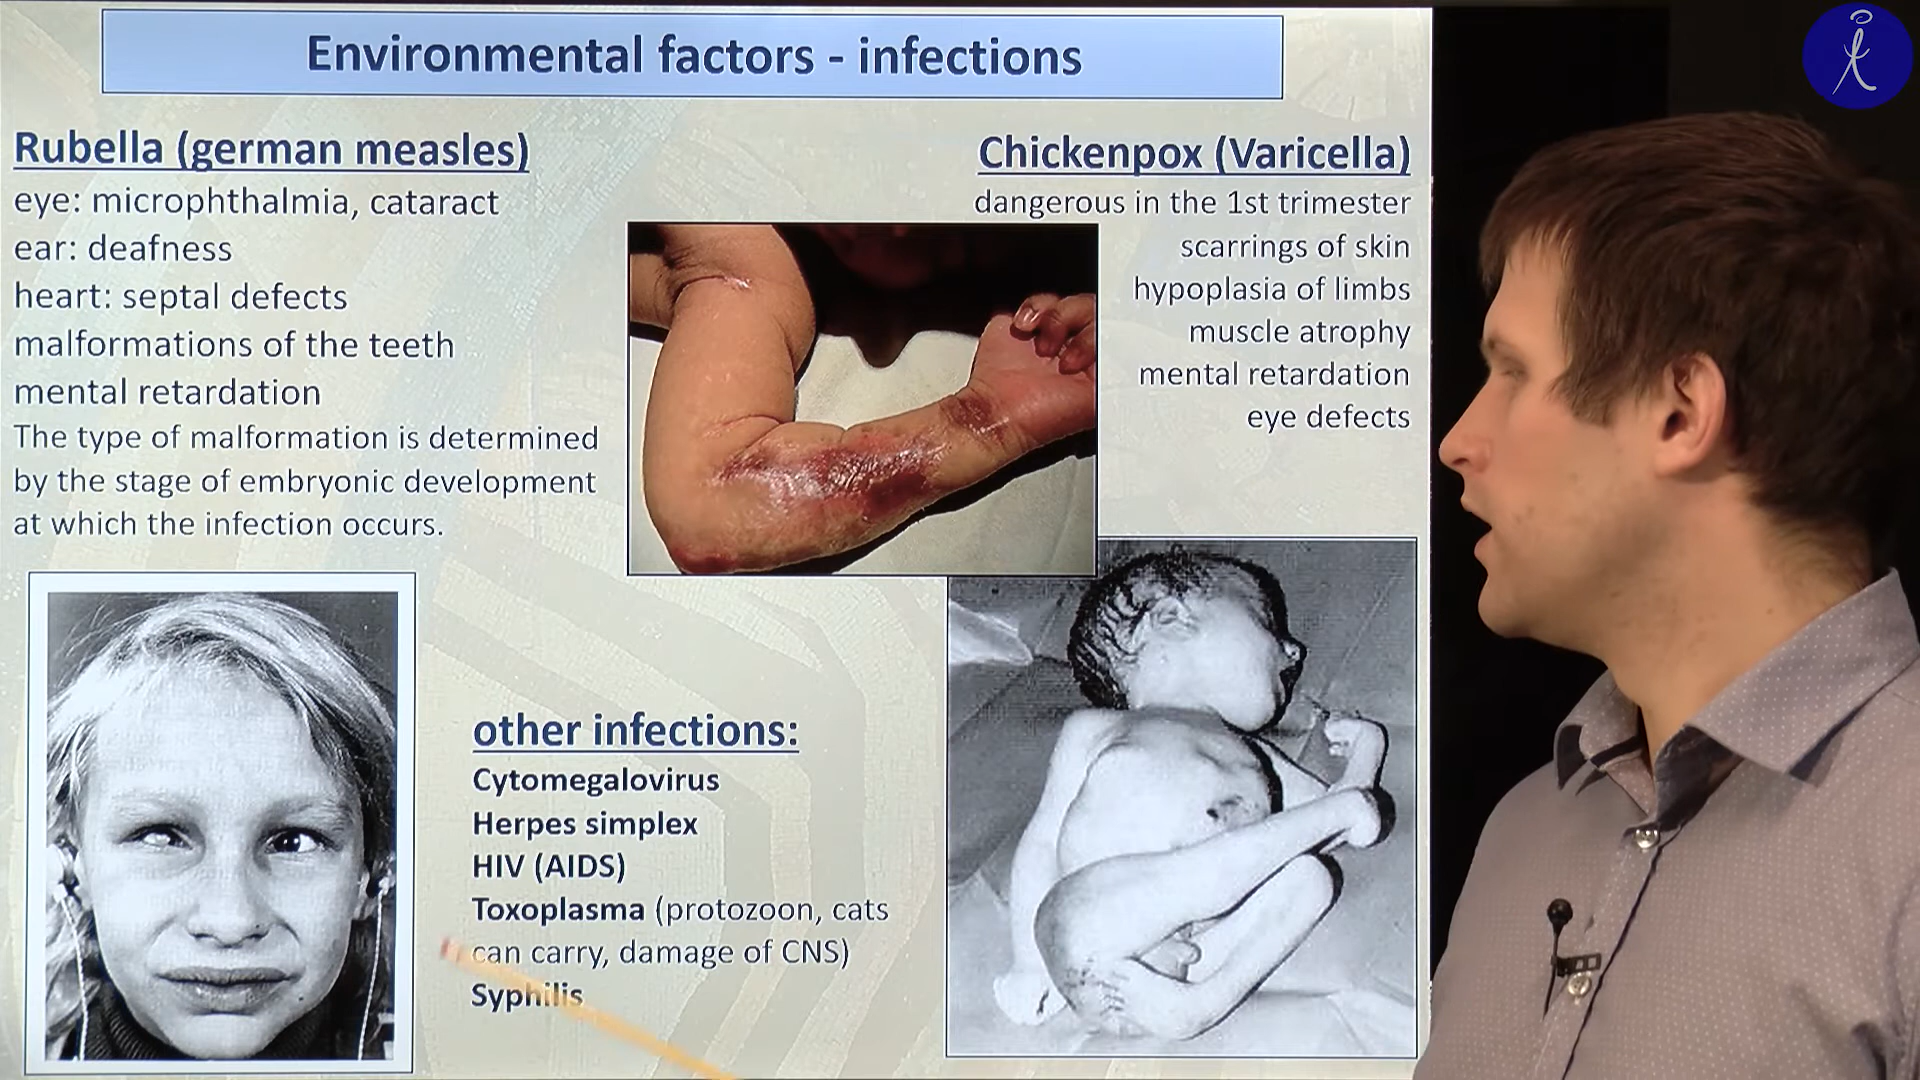 Environmental factors - infections
Rubella (german measles)
eye: microphthalmia, cataract
ear: deafness
heart: septal defects
malformations of the teeth
mental retardation
The type of malformation is determined
by the stage of embryonic development
at which the infection occurs.
Chickenpox (Varicella)
dangerous in the 1st trimester
scarrings of skin
hypoplasia of limbs
muscle atrophy
mental retardation
eye defects
other infections:
Cytomegalovirus
Herpes simplex
HIV (AIDS)
Toxoplasma (protozoon, cats
can carry, damage of CNS)
Syphilis